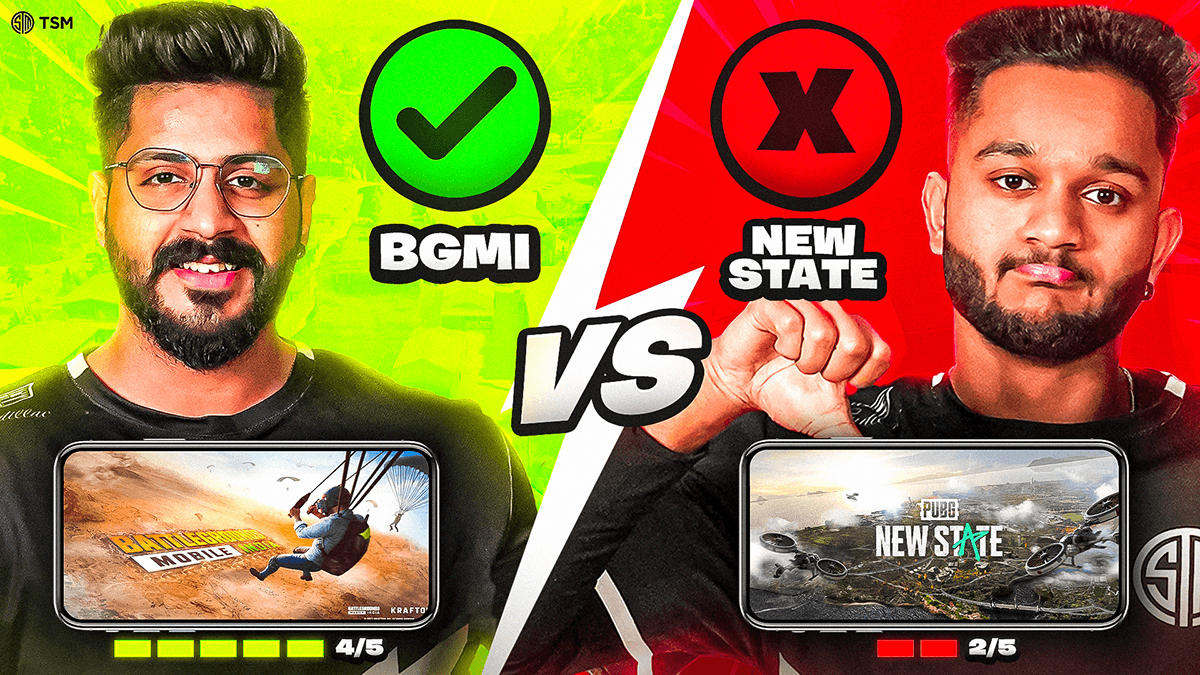 TSM
BGMI
NEW
STATE
VS
BATTLEGROUNDS
MOBILE INDIA
KRAFTON
PUBG
NEW STATE
4/5
2/5